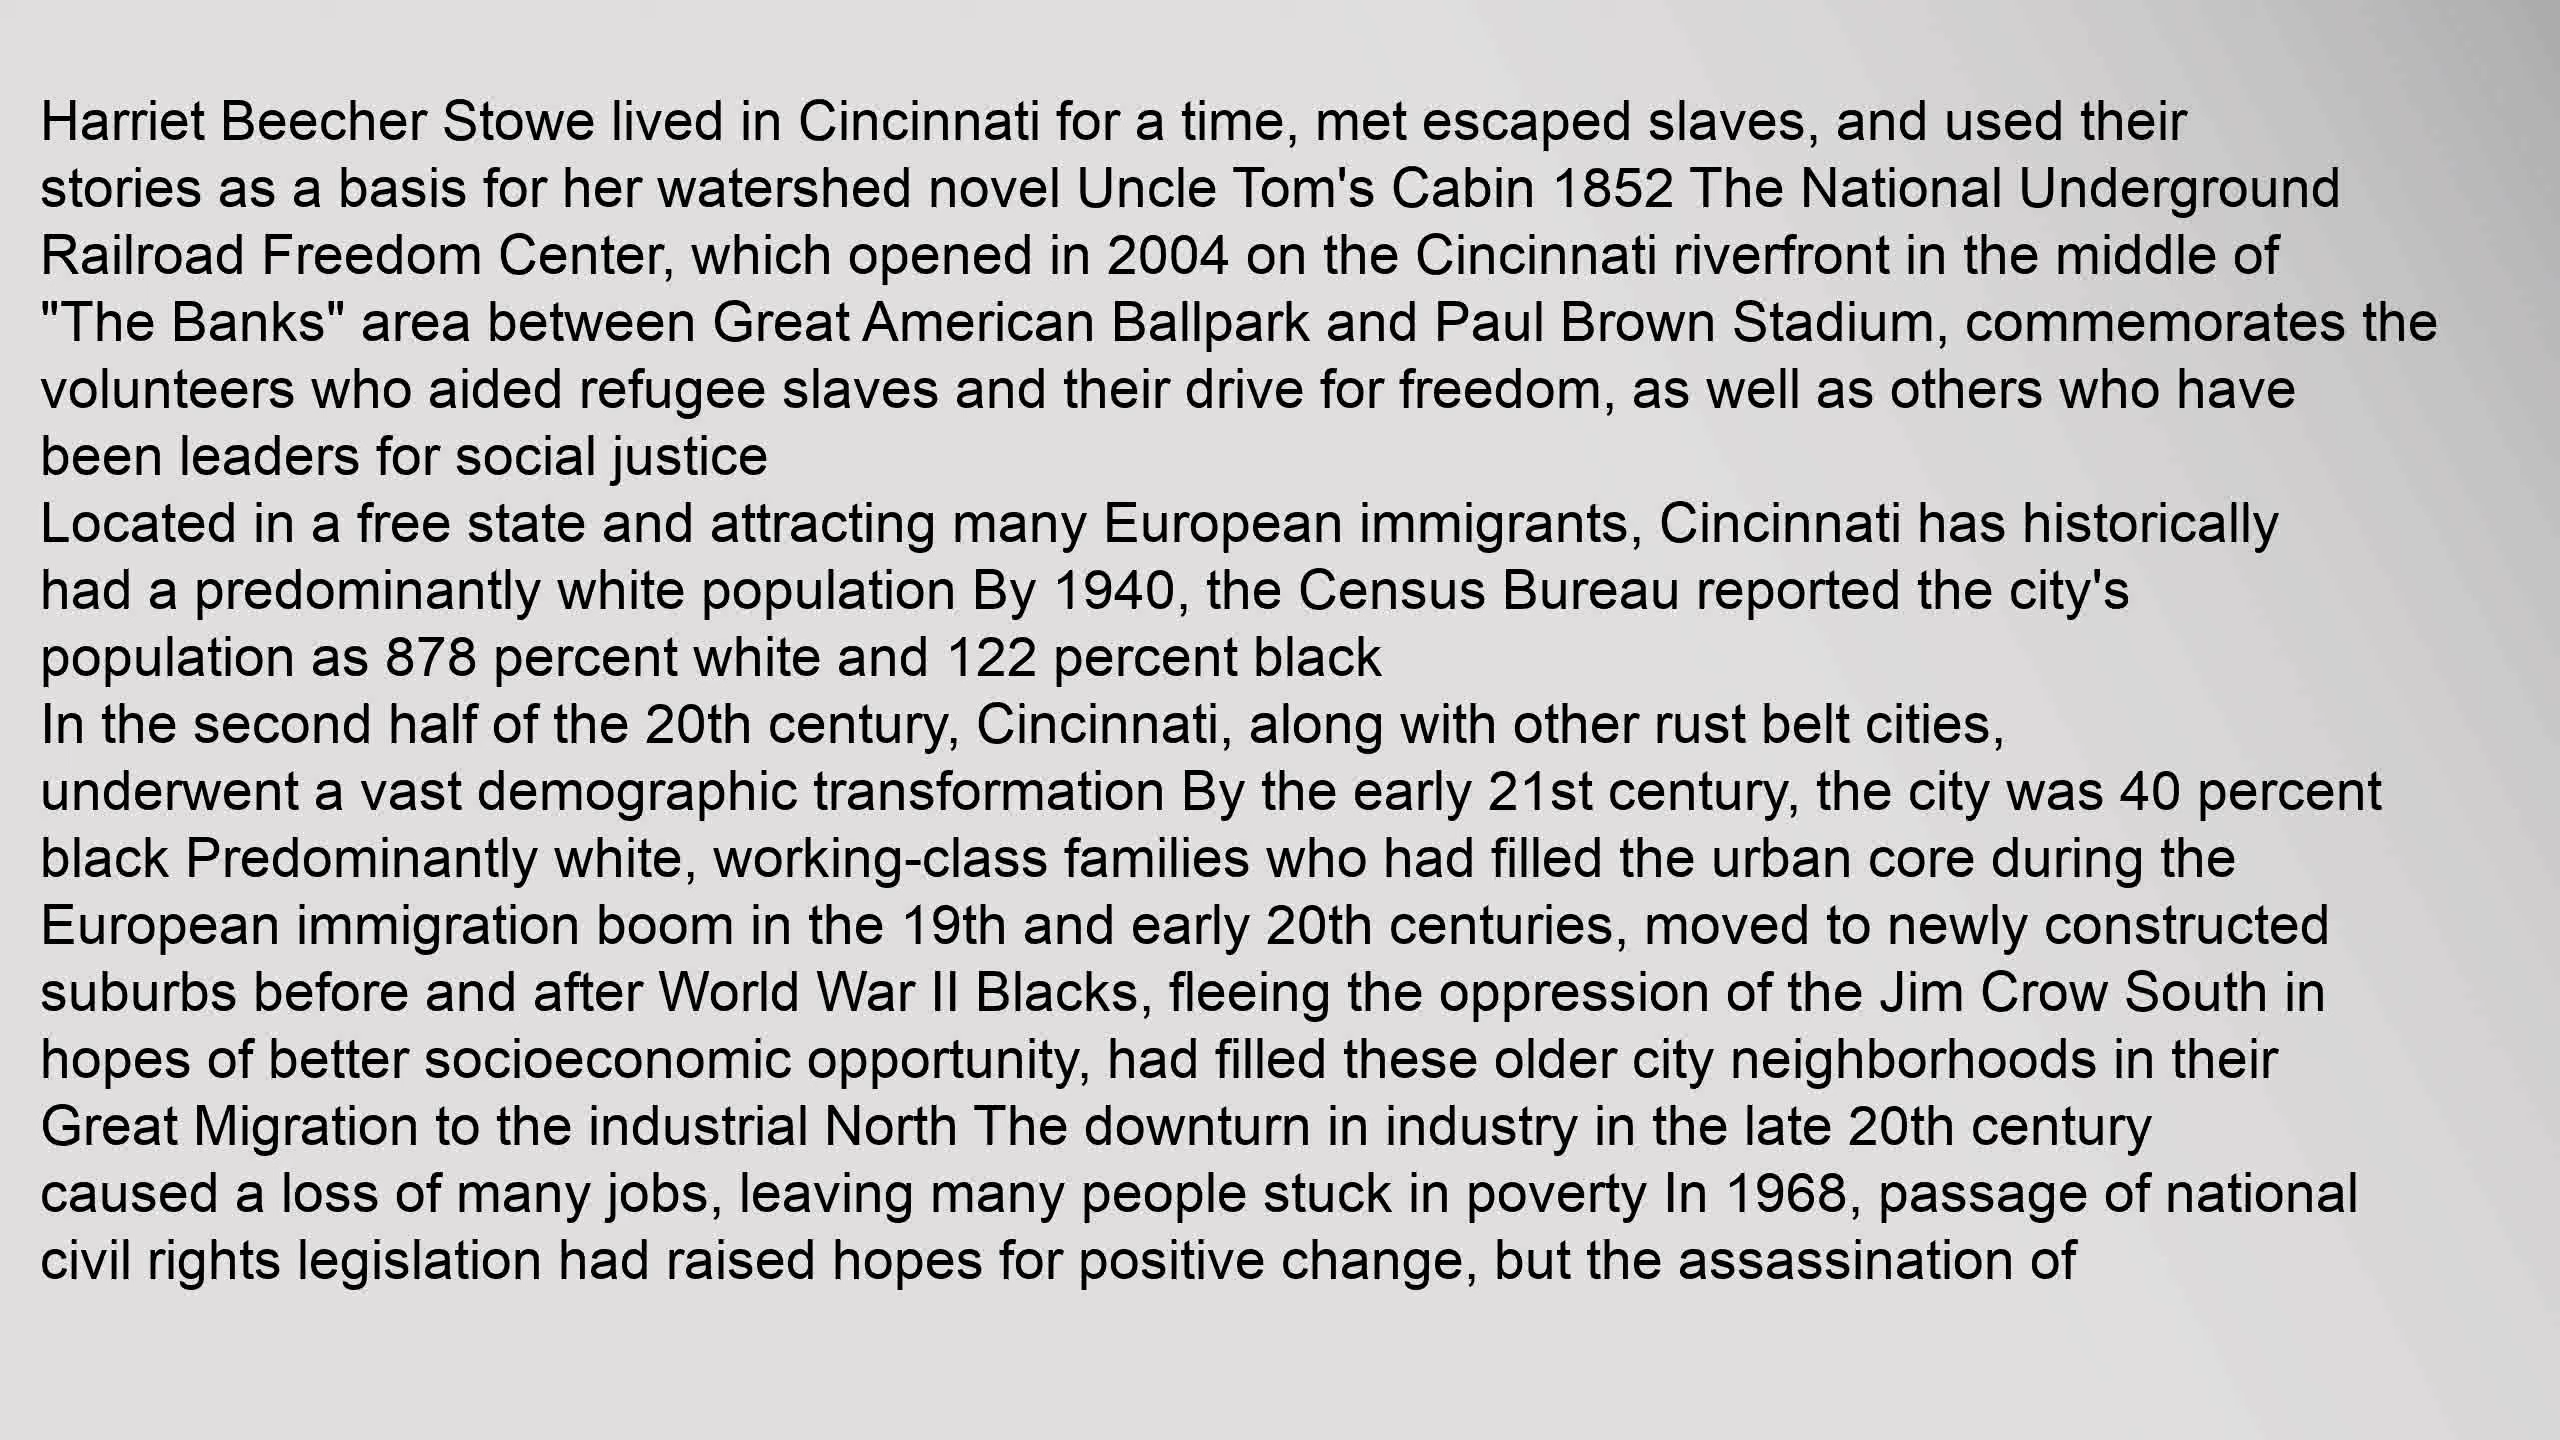 Harriet Beecher Stowe lived in Cincinnati for a time, met escaped slaves, and used their
stories as a basis for her watershed novel Uncle Tom's Cabin 1852 The National Underground
Railroad Freedom Center, which opened in 2004 on the Cincinnati riverfront in the middle of
"The Banks" area between Great American Ballpark and Paul Brown Stadium, commemorates the
volunteers who aided refugee slaves and their drive for freedom, as well as others who have
been leaders for social justice
Located in a free state and attracting many European immigrants, Cincinnati has historically
had a predominantly white population By 1940, the Census Bureau reported the city's
population as 878 percent white and 122 percent black
In the second half of the 20th century, Cincinnati, along with other rust belt cities,
underwent a vast demographic transformation By the early 21st century, the city was 40 percent
black Predominantly white, working-class families who had filled the urban core during the
European immigration boom in the 19th and early 20th centuries, moved to newly constructed
suburbs before and after World War II Blacks, fleeing the oppression of the Jim Crow South in
hopes of better socioeconomic opportunity, had filled these older city neighborhoods in their
Great Migration to the industrial North The downturn in industry in the late 20th century
caused a loss of many jobs, leaving many people stuck in poverty In 1968, passage of national
civil rights legislation had raised hopes for positive change, but the assassination of